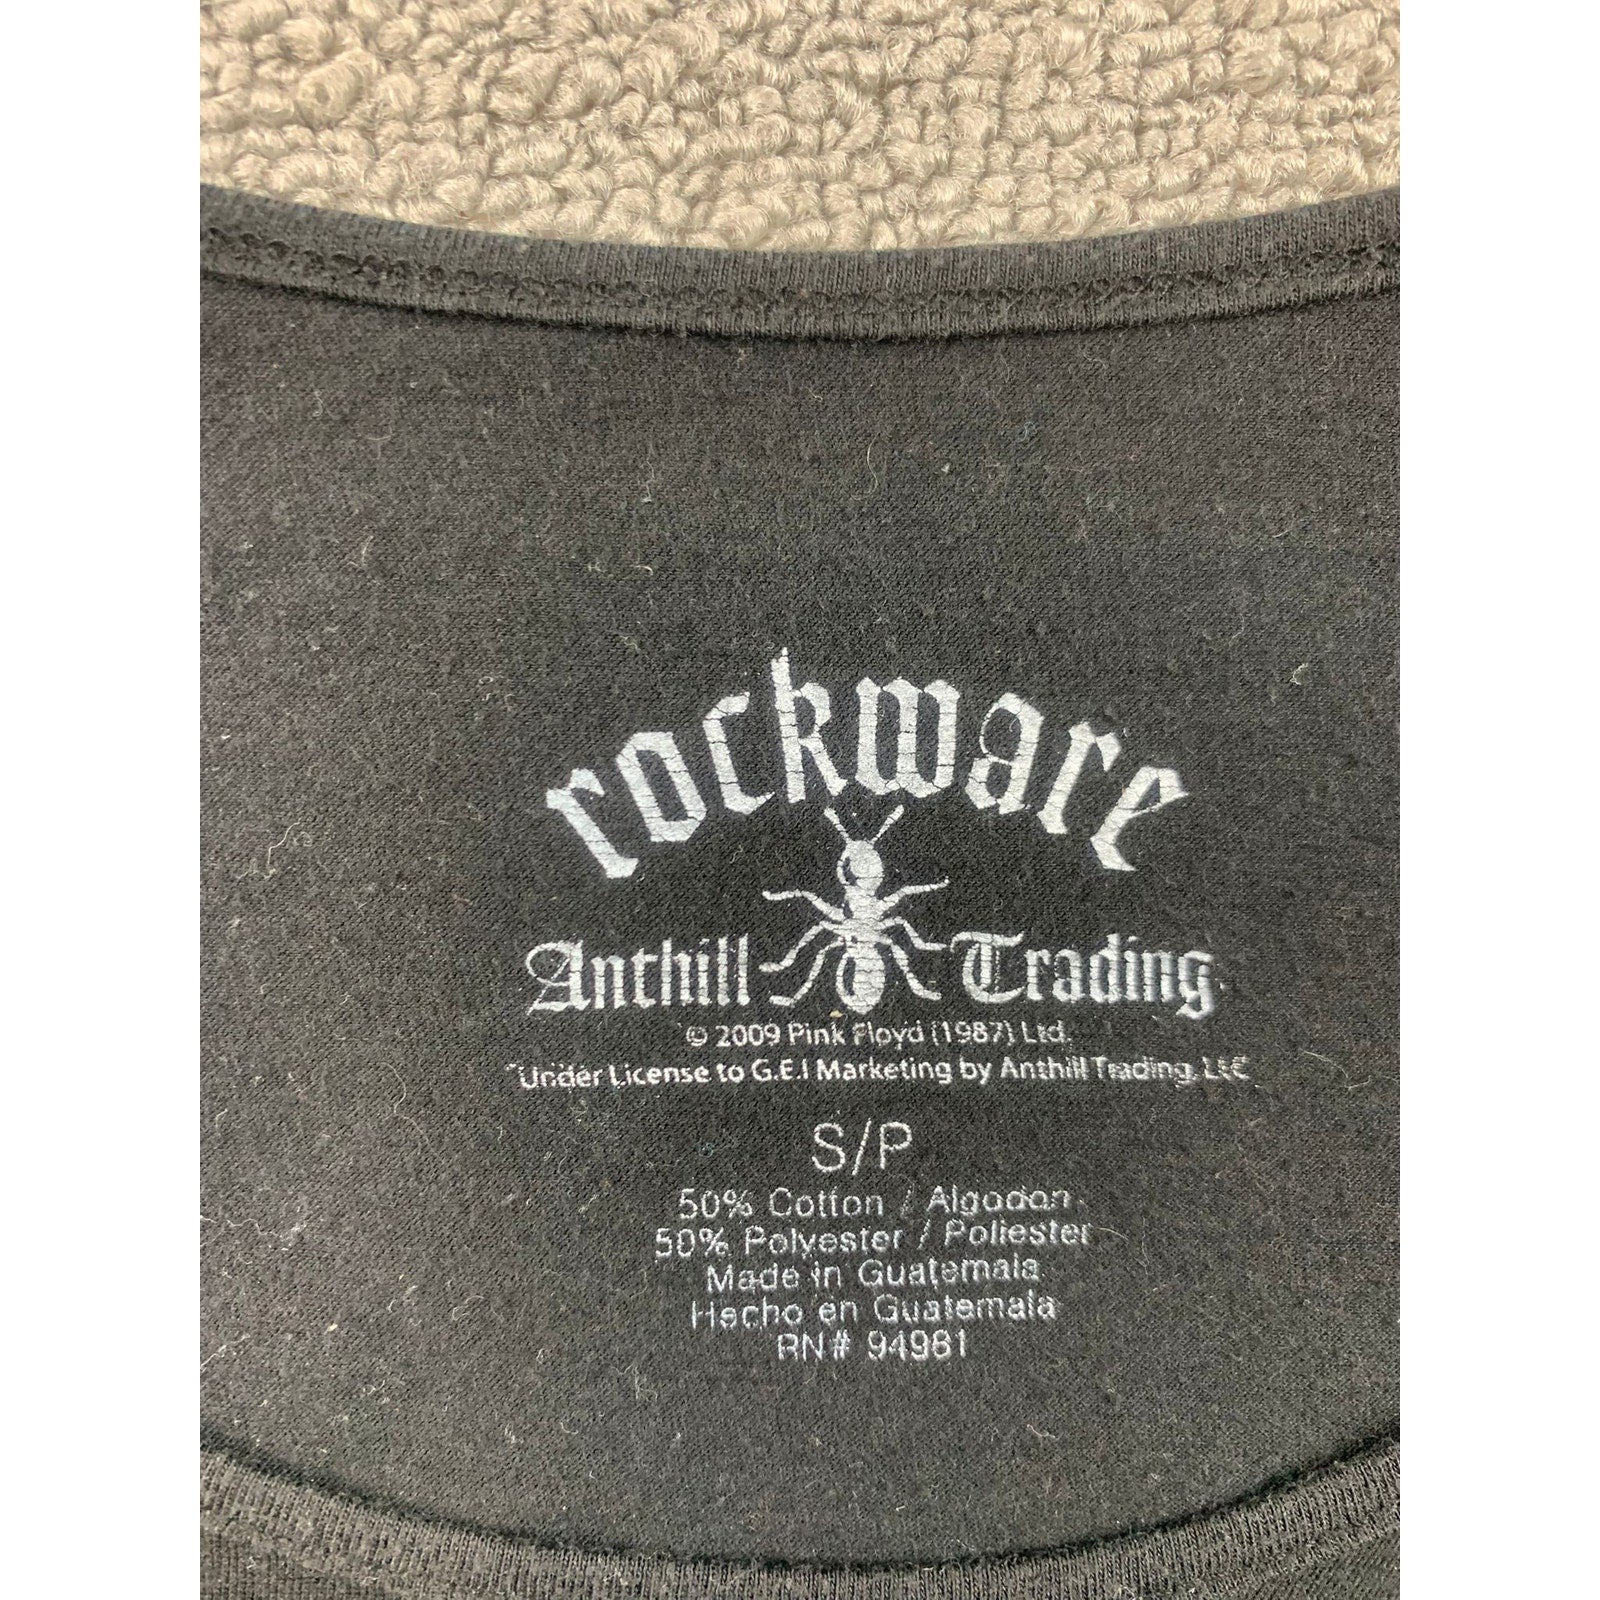 rockware
Anthill Trading
© 2009 Pink Floyd (1987) Ltd.
Under License to G.E.I Marketing by Anthill Trading, LLC
S/P
50% Cotton / Algodon
50% Polyester / Poliester
Made in Guatemala
Hecho en Guatemala
RN# 94981